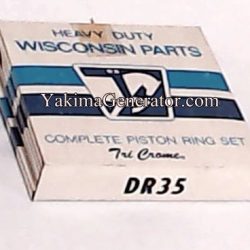 HEAVY DUTY
WISCONSIN PARTS
YakimaGenerator.com
COMPLETE PISTON RING SET
Tri Crome
DR35